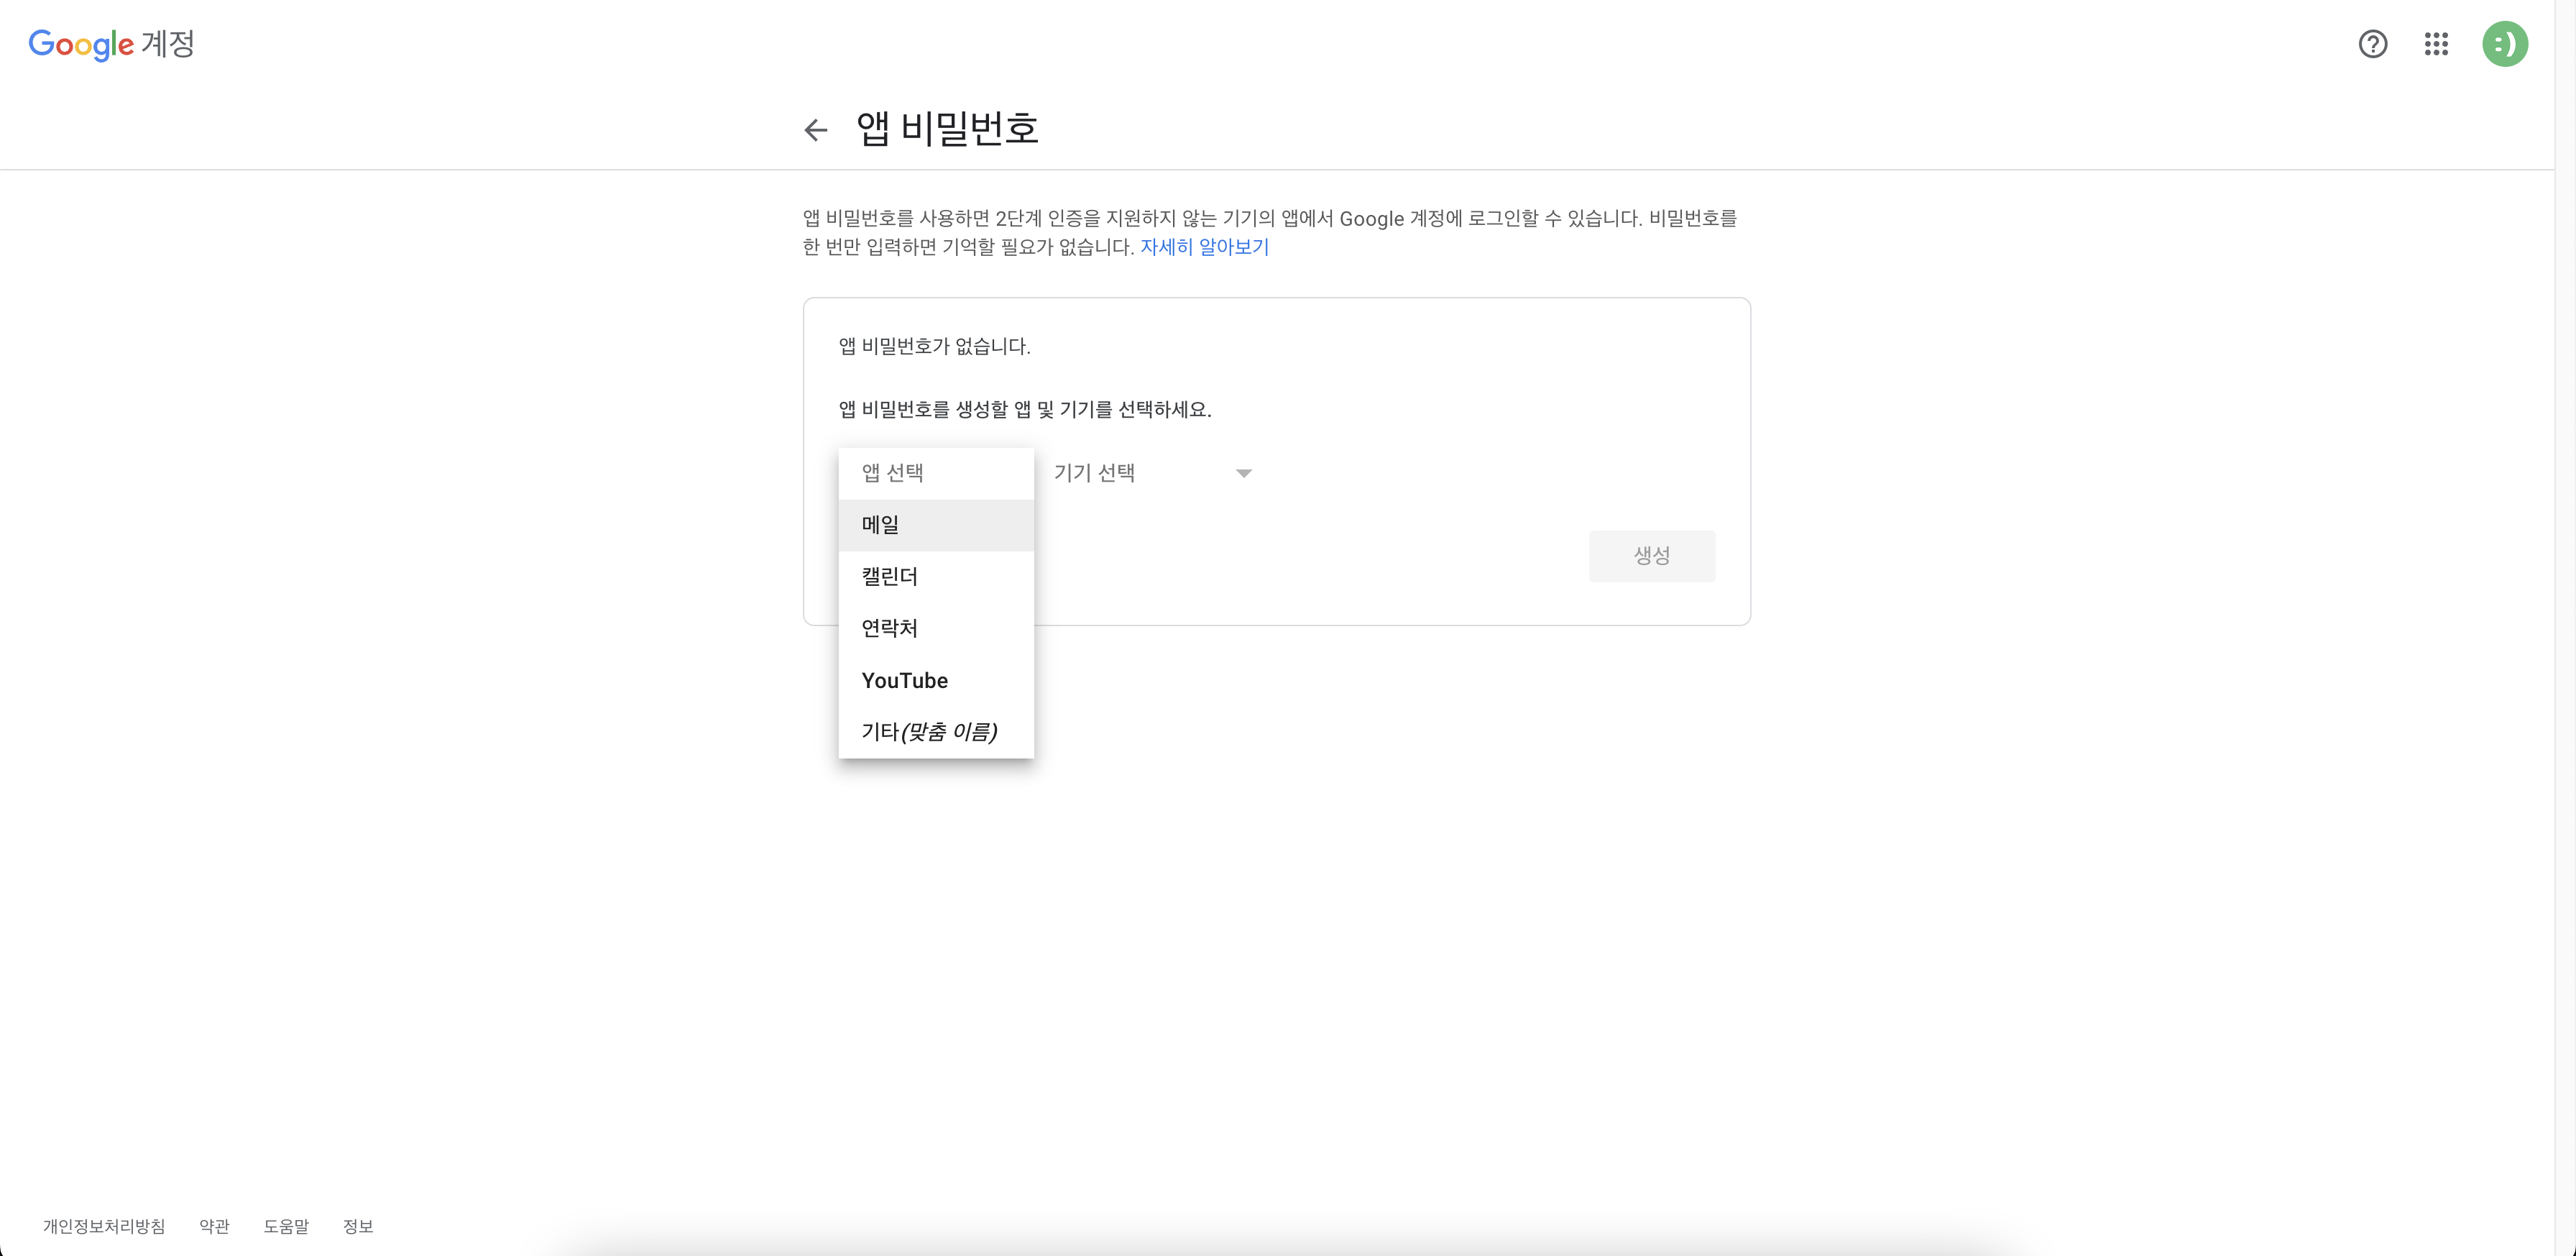 Google 계정
:)
앱 비밀번호
앱 비밀번호를 사용하면 2단계 인증을 지원하지 않는 기기의 앱에서 Google 계정에 로그인할 수 있습니다. 비밀번호를
한 번만 입력하면 기억할 필요가 없습니다. 자세히 알아보기
앱 비밀번호가 없습니다.
앱 비밀번호를 생성할 앱 및 기기를 선택하세요.
앱 선택 기기 선택
메일
생성
캘린더
연락처
YouTube
기타(맞춤 이름)
개인정보처리방침 약관 도움말 정보